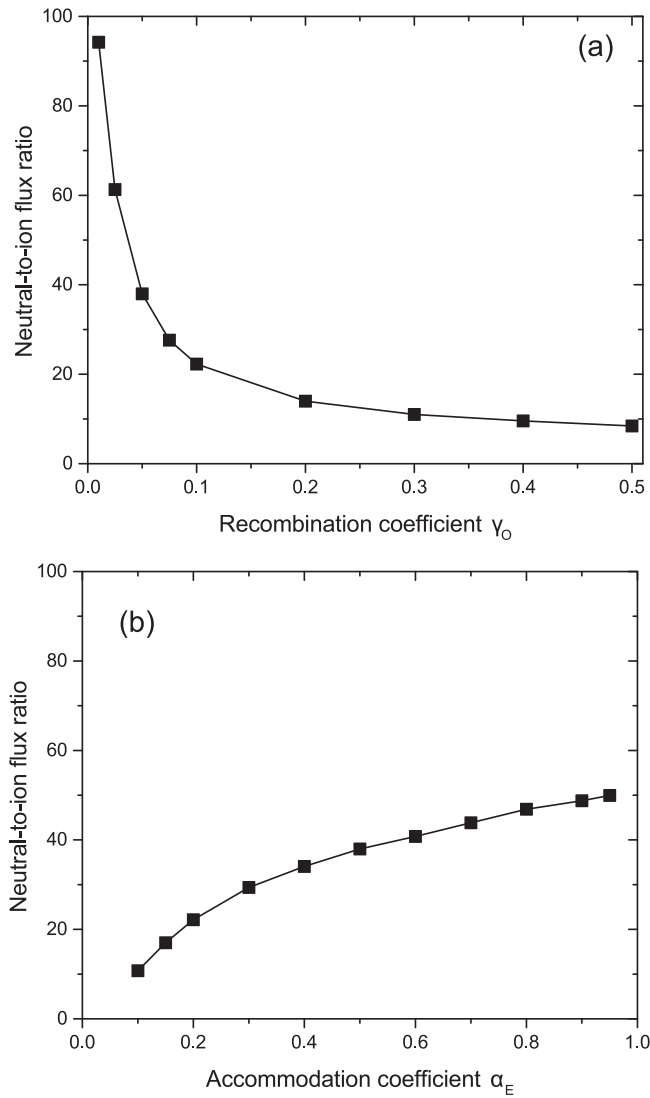 100
(a)
80
60
40
20
0
Neutral-to-ion flux ratio
0.0 0.1 0.2 0.3 0.4 0.5
Recombination coefficient γ_O
100
(b)
80
60
40
20
0
Neutral-to-ion flux ratio
0.0 0.2 0.4 0.6 0.8 1.0
Accommodation coefficient α_E